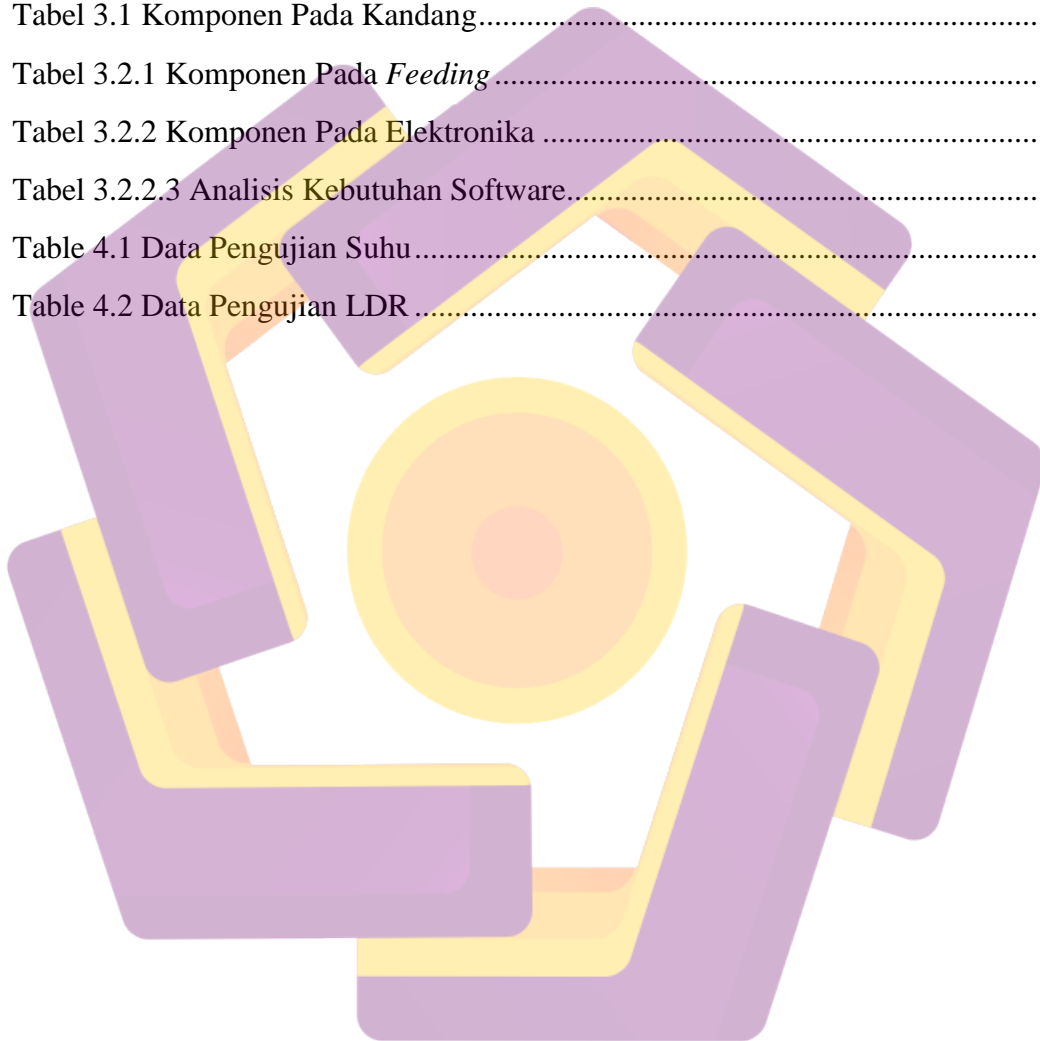 Tabel 3.1 Komponen Pada Kandang..............................................................................
Tabel 3.2.1 Komponen Pada Feeding............................................................................
Tabel 3.2.2 Komponen Pada Elektronika......................................................................
Tabel 3.2.2.3 Analisis Kebutuhan Software..................................................................
Table 4.1 Data Pengujian Suhu.....................................................................................
Table 4.2 Data Pengujian LDR.....................................................................................